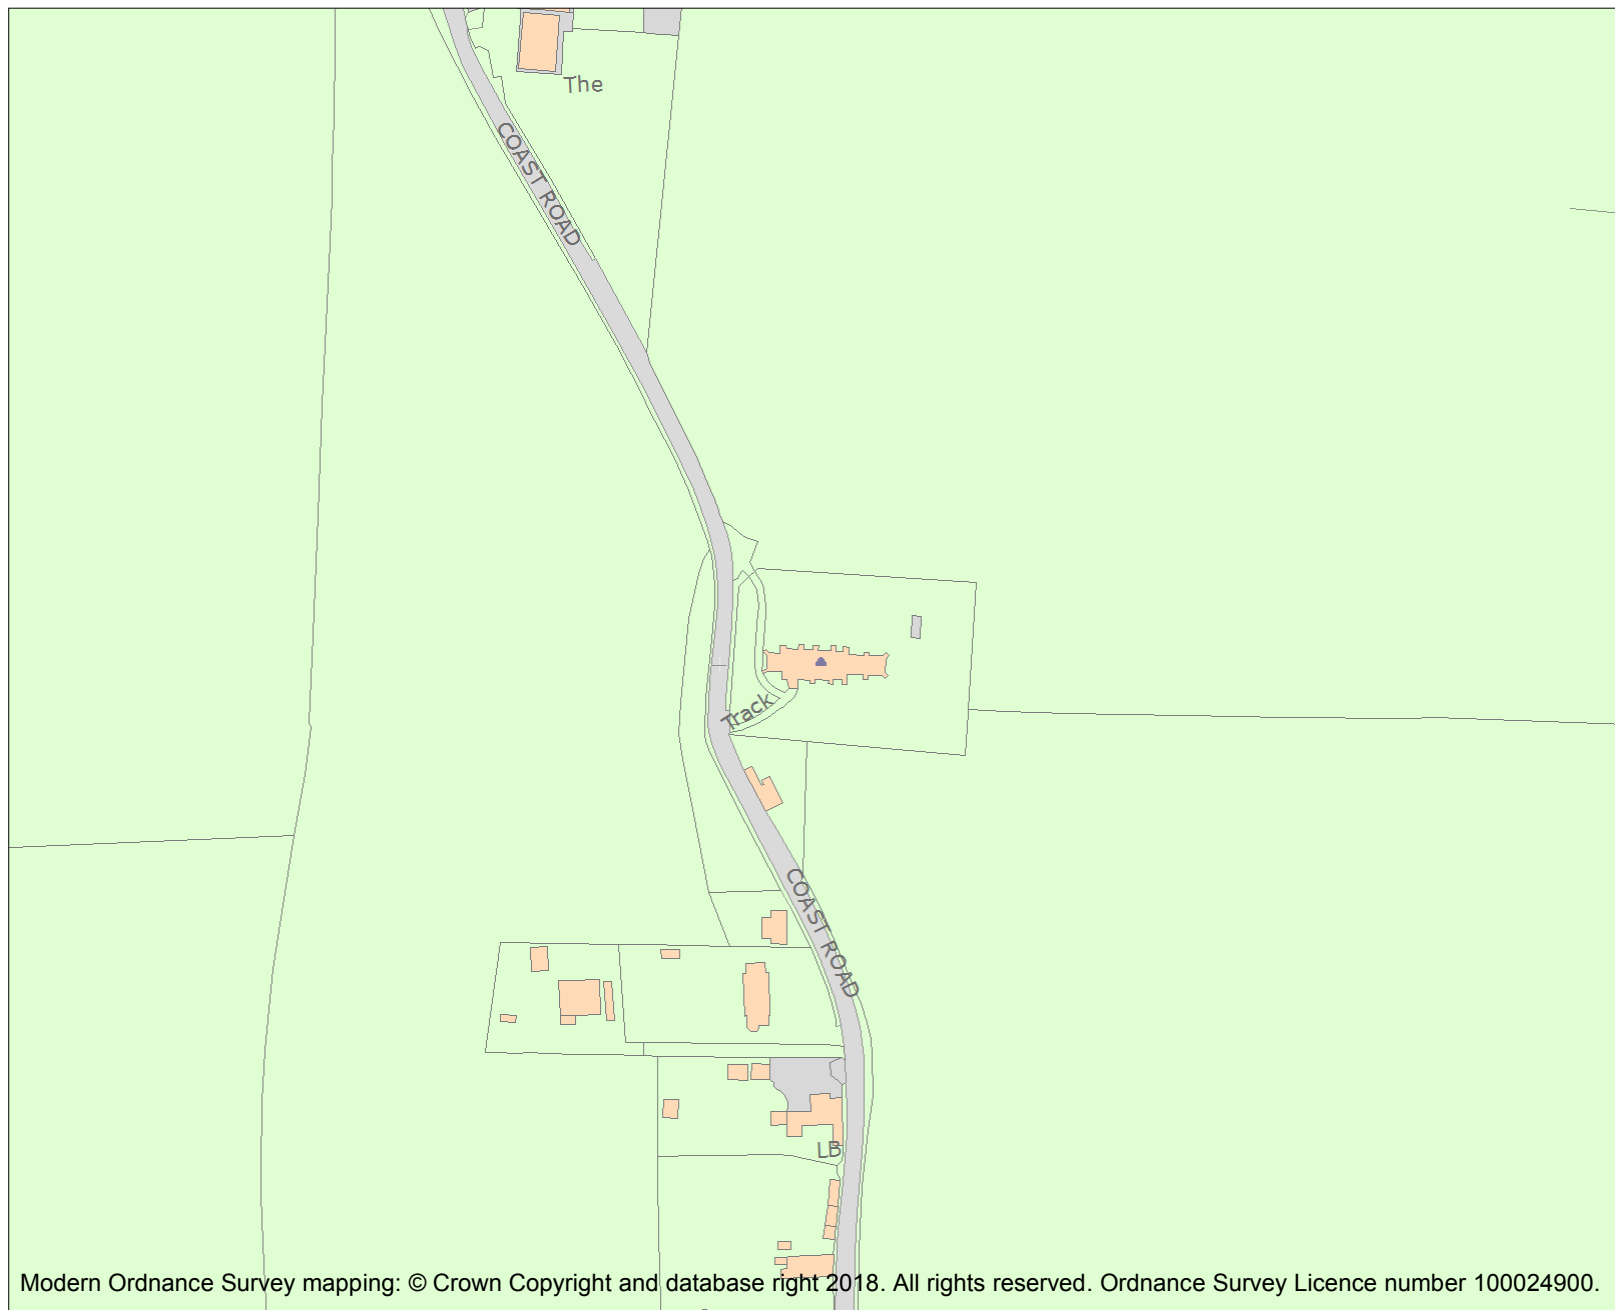 The
COAST ROAD
Track
COAST ROAD
LB
Modern Ordnance Survey mapping: © Crown Copyright and database right 2018. All rights reserved. Ordnance Survey Licence number 100024900.